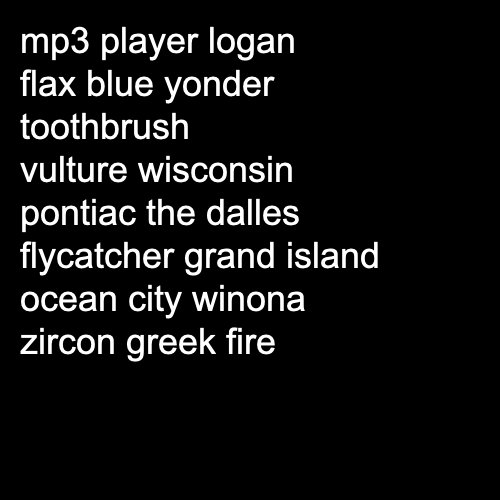 mp3 player logan
flax blue yonder
toothbrush
vulture wisconsin
pontiac the dalles
flycatcher grand island
ocean city winona
zircon greek fire